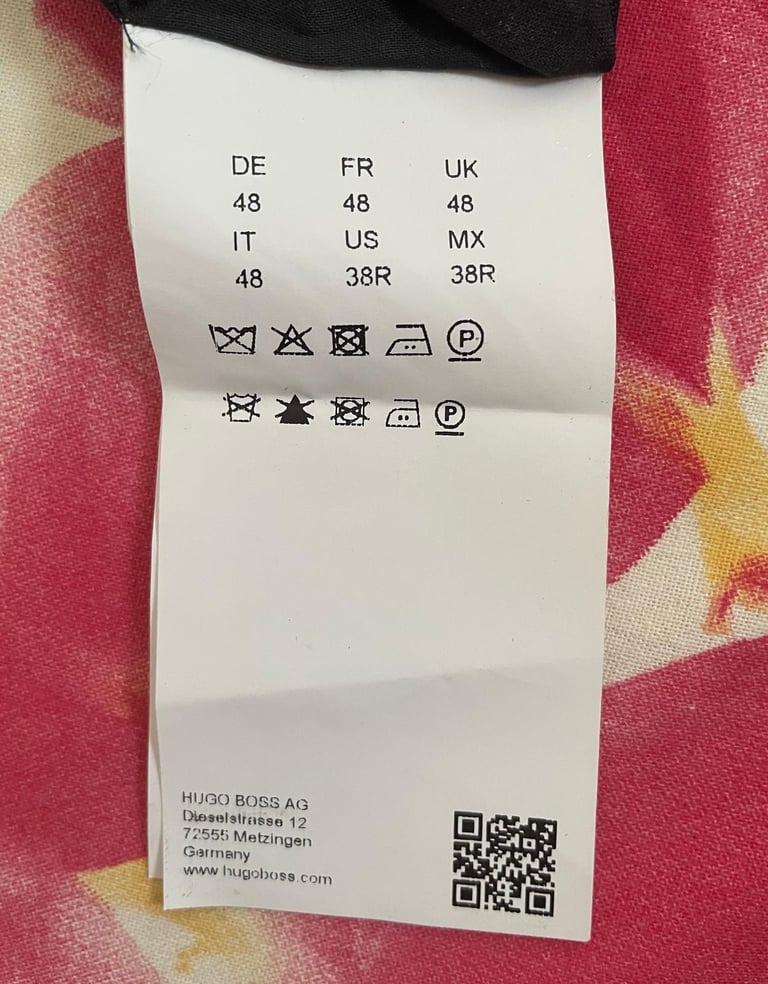 DE FR UK
48 48 48
IT US MX
48 38R 38R
P
P
HUGO BOSS AG
Dieselstrasse 12
72555 Metzingen
Germany
www.hugoboss.com